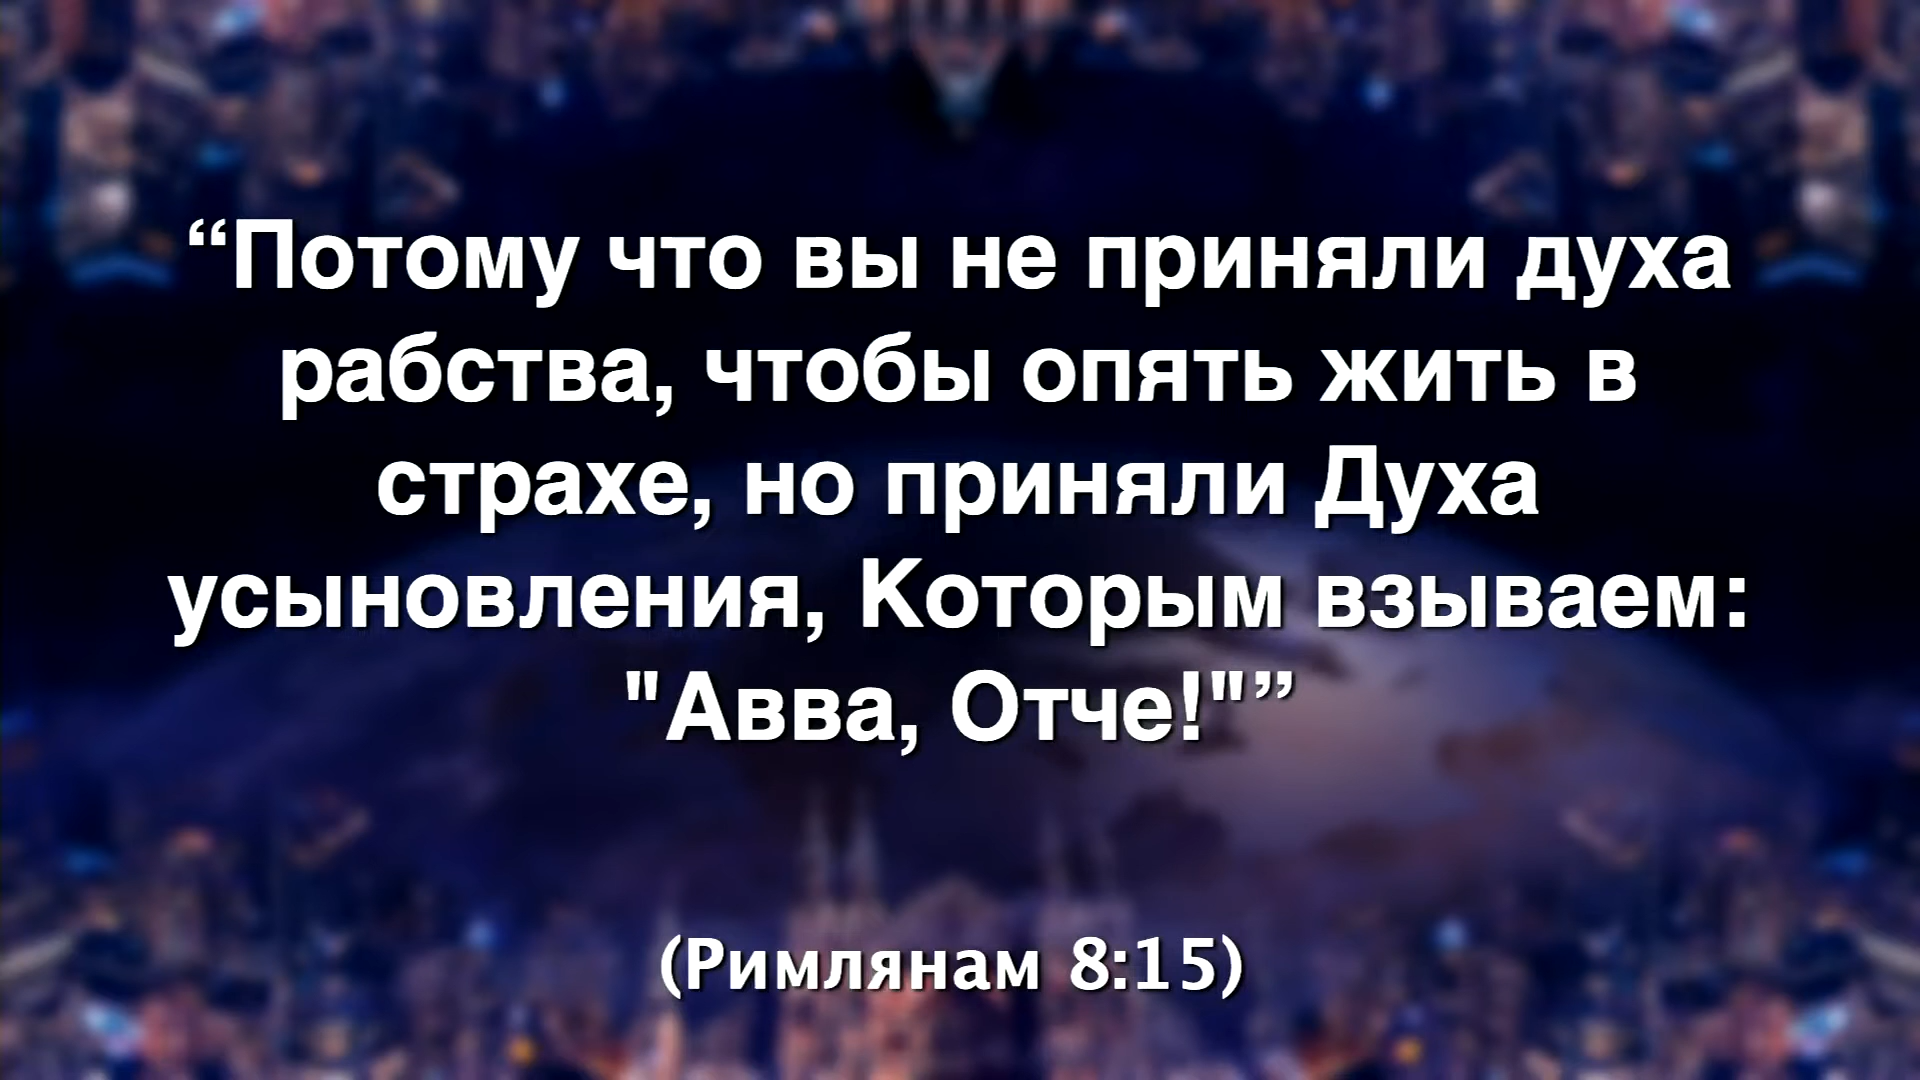 “Потому что вы не приняли духа
рабства, чтобы опять жить в
страхе, но приняли Духа
усыновления, Которым взываем:
"Авва, Отче!"”
(Римлянам 8:15)